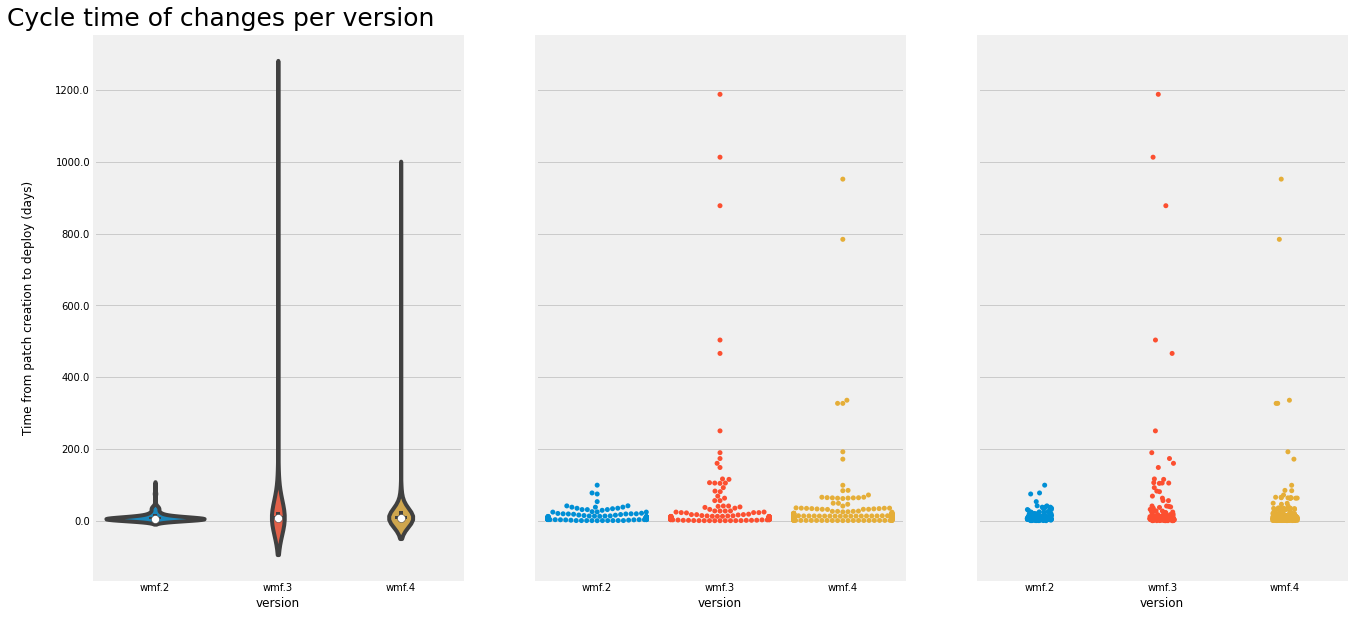 Cycle time of changes per version
Time from patch creation to deploy (days)
1200.0
1000.0
800.0
600.0
400.0
200.0
0.0
wmf.2 wmf.3 wmf.4
version
wmf.2 wmf.3 wmf.4
version
wmf.2 wmf.3 wmf.4
version